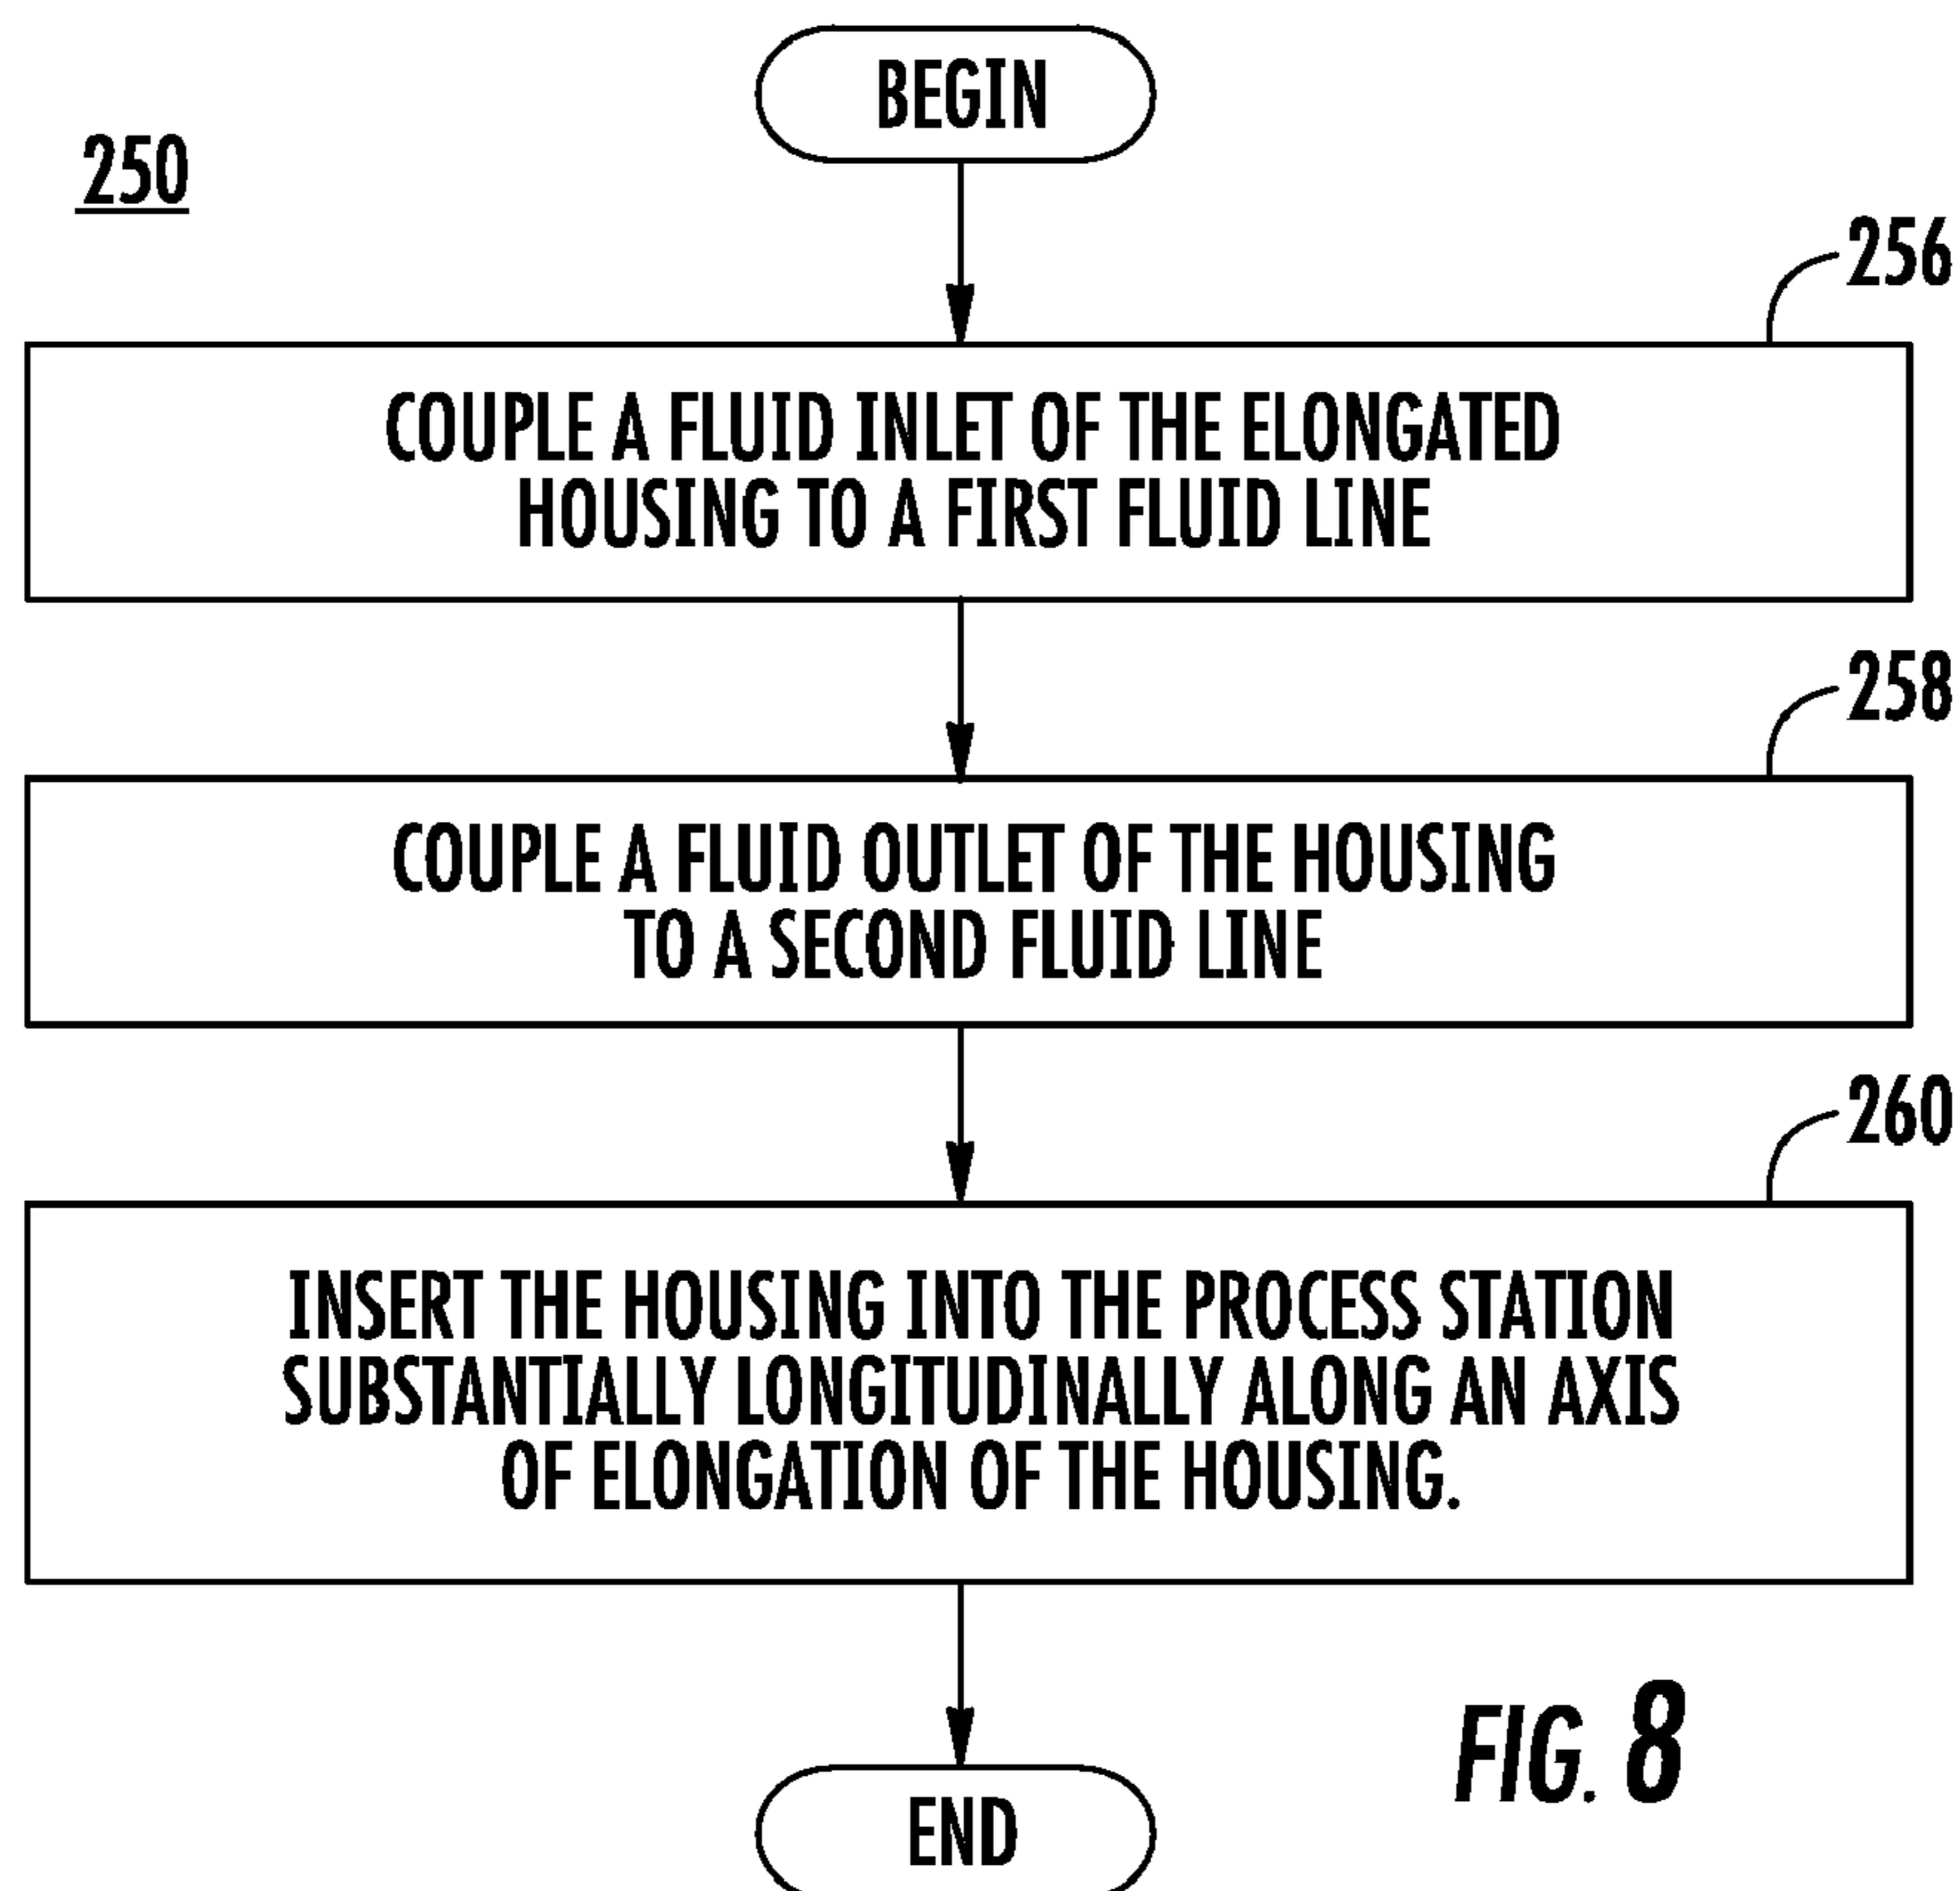 BEGIN
250
256
COUPLE A FLUID INLET OF THE ELONGATED
HOUSING TO A FIRST FLUID LINE
258
COUPLE A FLUID OUTLET OF THE HOUSING
TO A SECOND FLUID LINE
260
INSERT THE HOUSING INTO THE PROCESS STATION
SUBSTANTIALLY LONGITUDINALLY ALONG AN AXIS
OF ELONGATION OF THE HOUSING.
FIG. 8
END